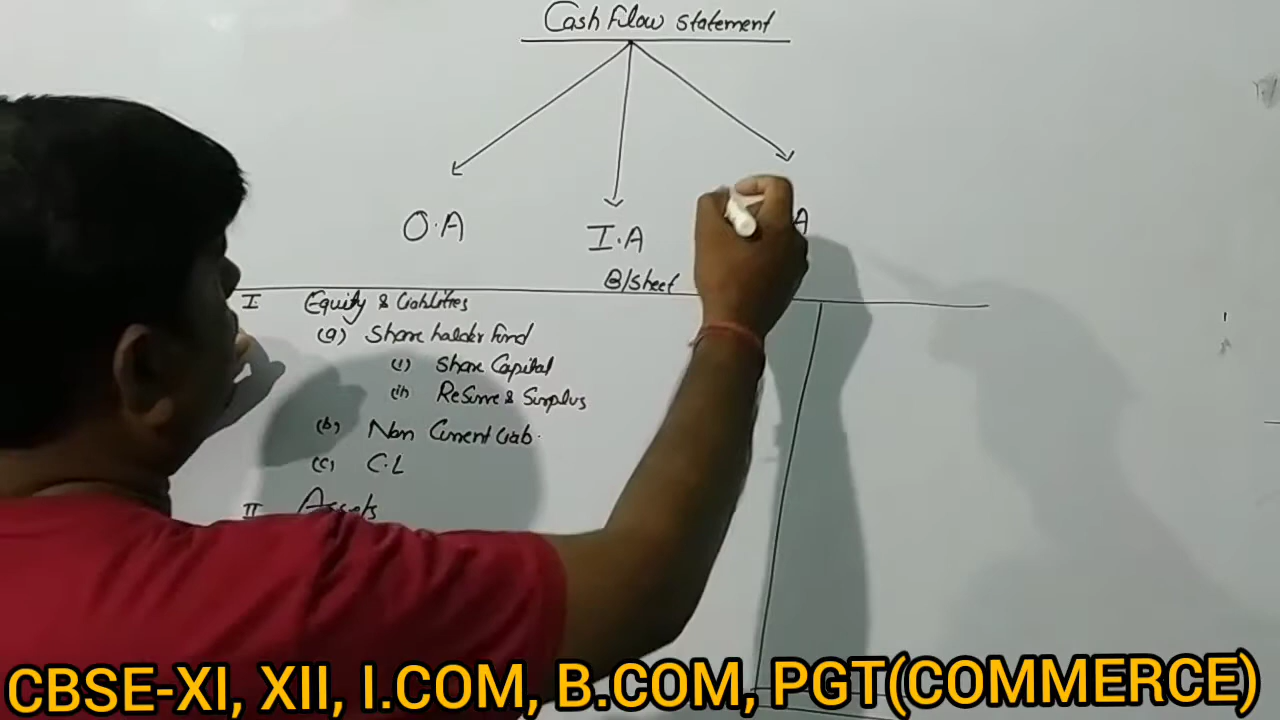 Cash Flow Statement
O.A
I.A
A
B/Sheet
I Equity & Liablities
(a) Share holder Fund
(i) Share Capital
(ii) Reserve & Surplus
(b) Non Current Liab.
(c) C.L
II Assets
CBSE-XI, XII, I.COM, B.COM, PGT(COMMERCE)